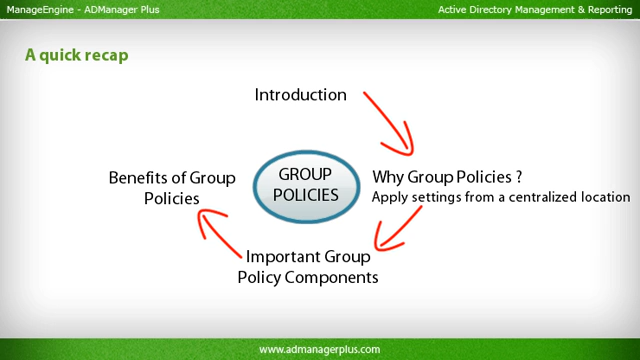 ManageEngine - ADManager Plus
Active Directory Management & Reporting
A quick recap
Introduction
Why Group Policies ?
Apply settings from a centralized location
Important Group
Policy Components
Benefits of Group
Policies
GROUP
POLICIES
www.admanagerplus.com